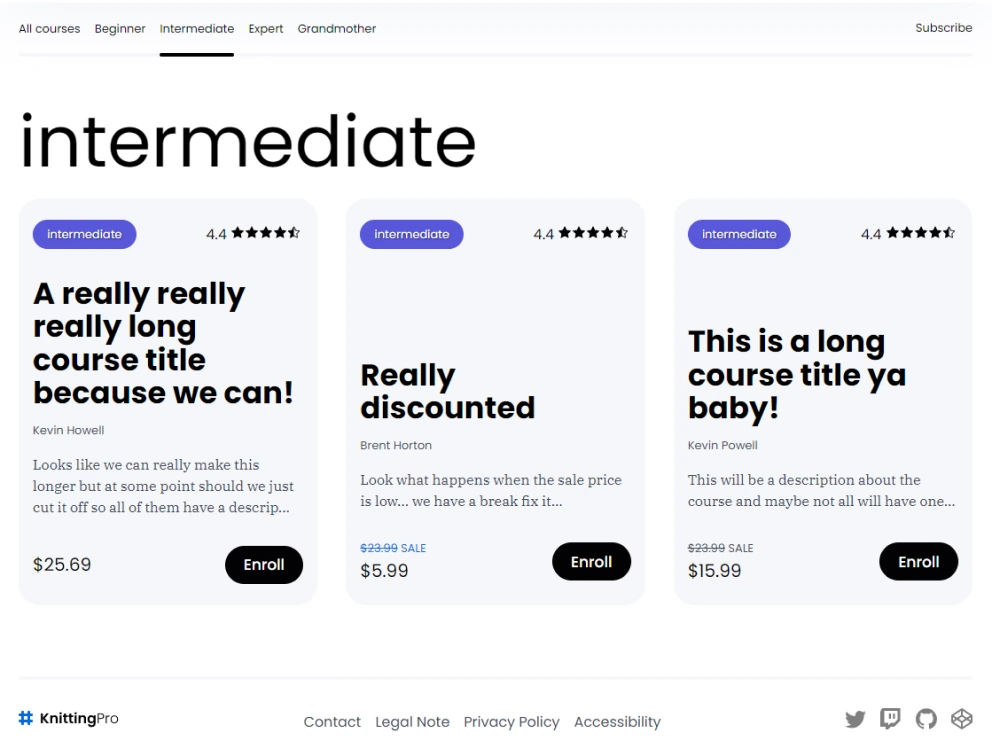 All courses Beginner Intermediate Expert Grandmother Subscribe
intermediate
intermediate 4.4
A really really
really long
course title
because we can!
Kevin Howell
Looks like we can really make this
longer but at some point should we just
cut it off so all of them have a descrip...
$25.69 Enroll
intermediate 4.4
Really
discounted
Brent Horton
Look what happens when the sale price
is low... we have a break fix it...
$23.99 SALE
$5.99 Enroll
intermediate 4.4
This is a long
course title ya
baby!
Kevin Powell
This will be a description about the
course and maybe not all will have one...
$23.99 SALE
$15.99 Enroll
KnittingPro Contact Legal Note Privacy Policy Accessibility